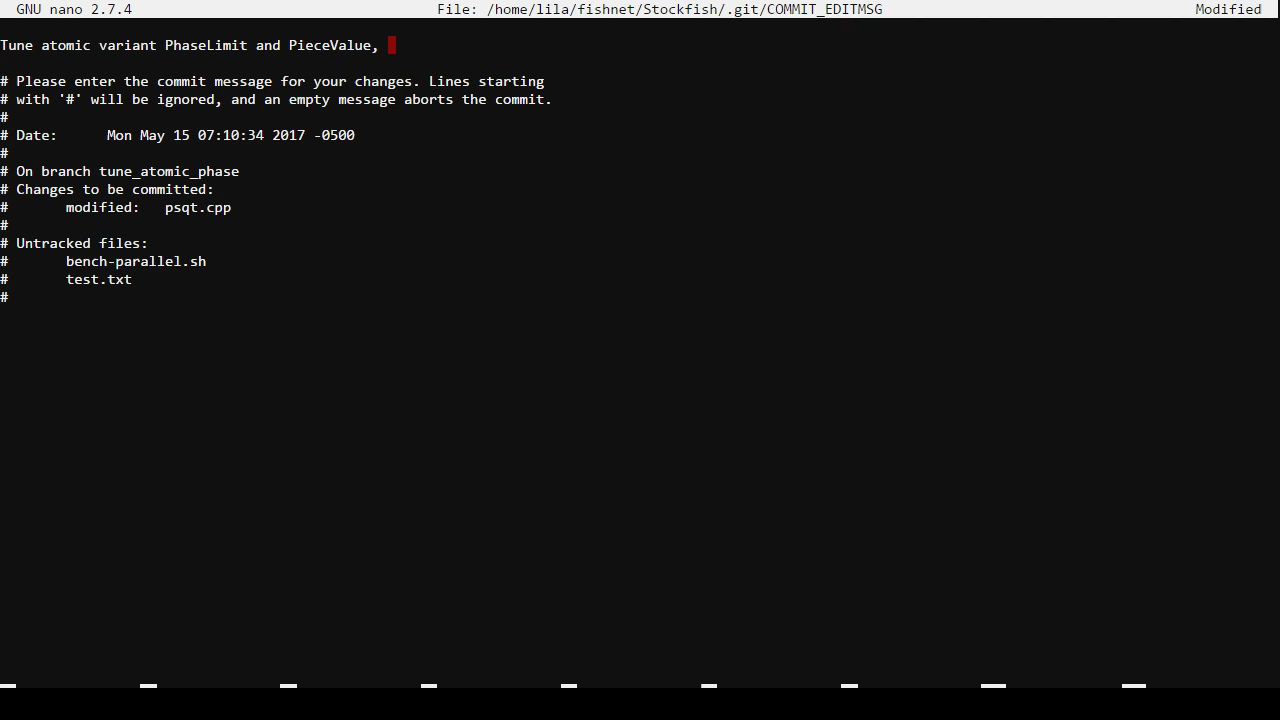 GNU nano 2.7.4 File: /home/lila/fishnet/Stockfish/.git/COMMIT_EDITMSG Modified
Tune atomic variant PhaseLimit and PieceValue,
# Please enter the commit message for your changes. Lines starting
# with '#' will be ignored, and an empty message aborts the commit.
#
# Date:      Mon May 15 07:10:34 2017 -0500
#
# On branch tune_atomic_phase
# Changes to be committed:
#       modified:   psqt.cpp
#
# Untracked files:
#       bench-parallel.sh
#       test.txt
#